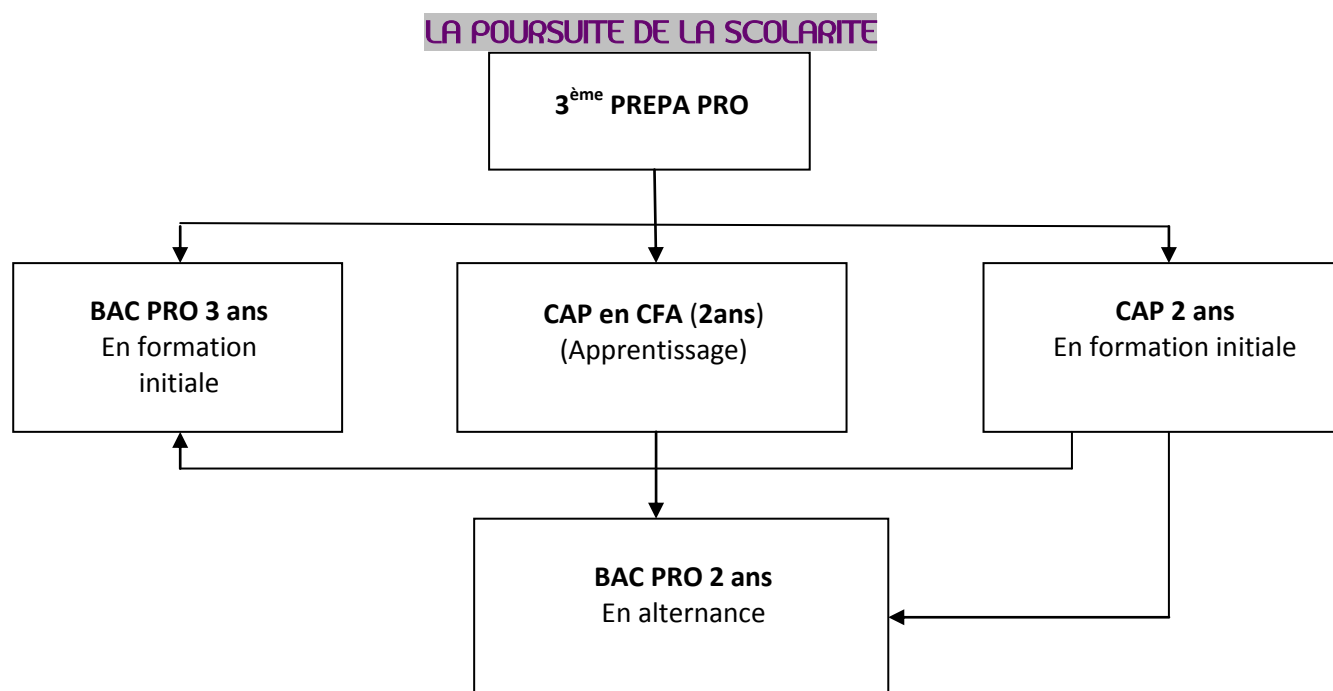 LA POURSUITE DE LA SCOLARITE
3ème PREPA PRO
BAC PRO 3 ans
En formation
initiale
CAP en CFA (2ans)
(Apprentissage)
CAP 2 ans
En formation initiale
BAC PRO 2 ans
En alternance